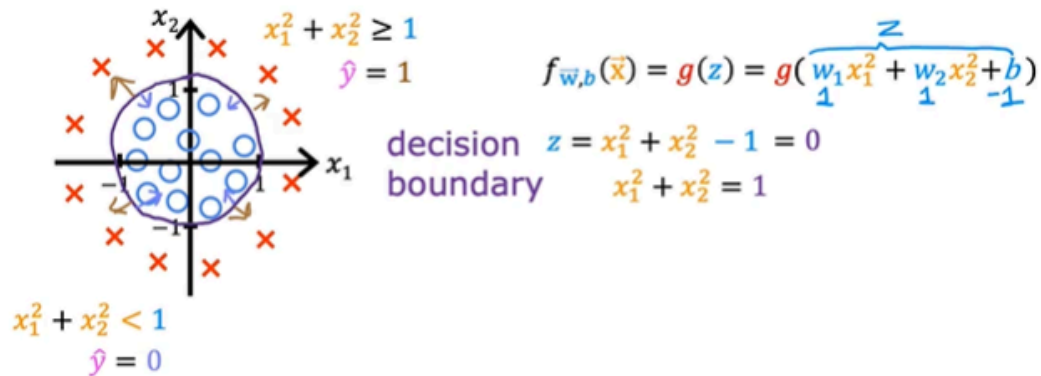 x₂
x₁² + x₂² ≥ 1
ŷ = 1
z
f_{w⃗,b}(x⃗) = g(z) = g(w₁x₁² + w₂x₂² + b)
1 1 -1
1
decision boundary
z = x₁² + x₂² − 1 = 0
x₁² + x₂² = 1
x₁
−1
1
−1
x₁² + x₂² < 1
ŷ = 0